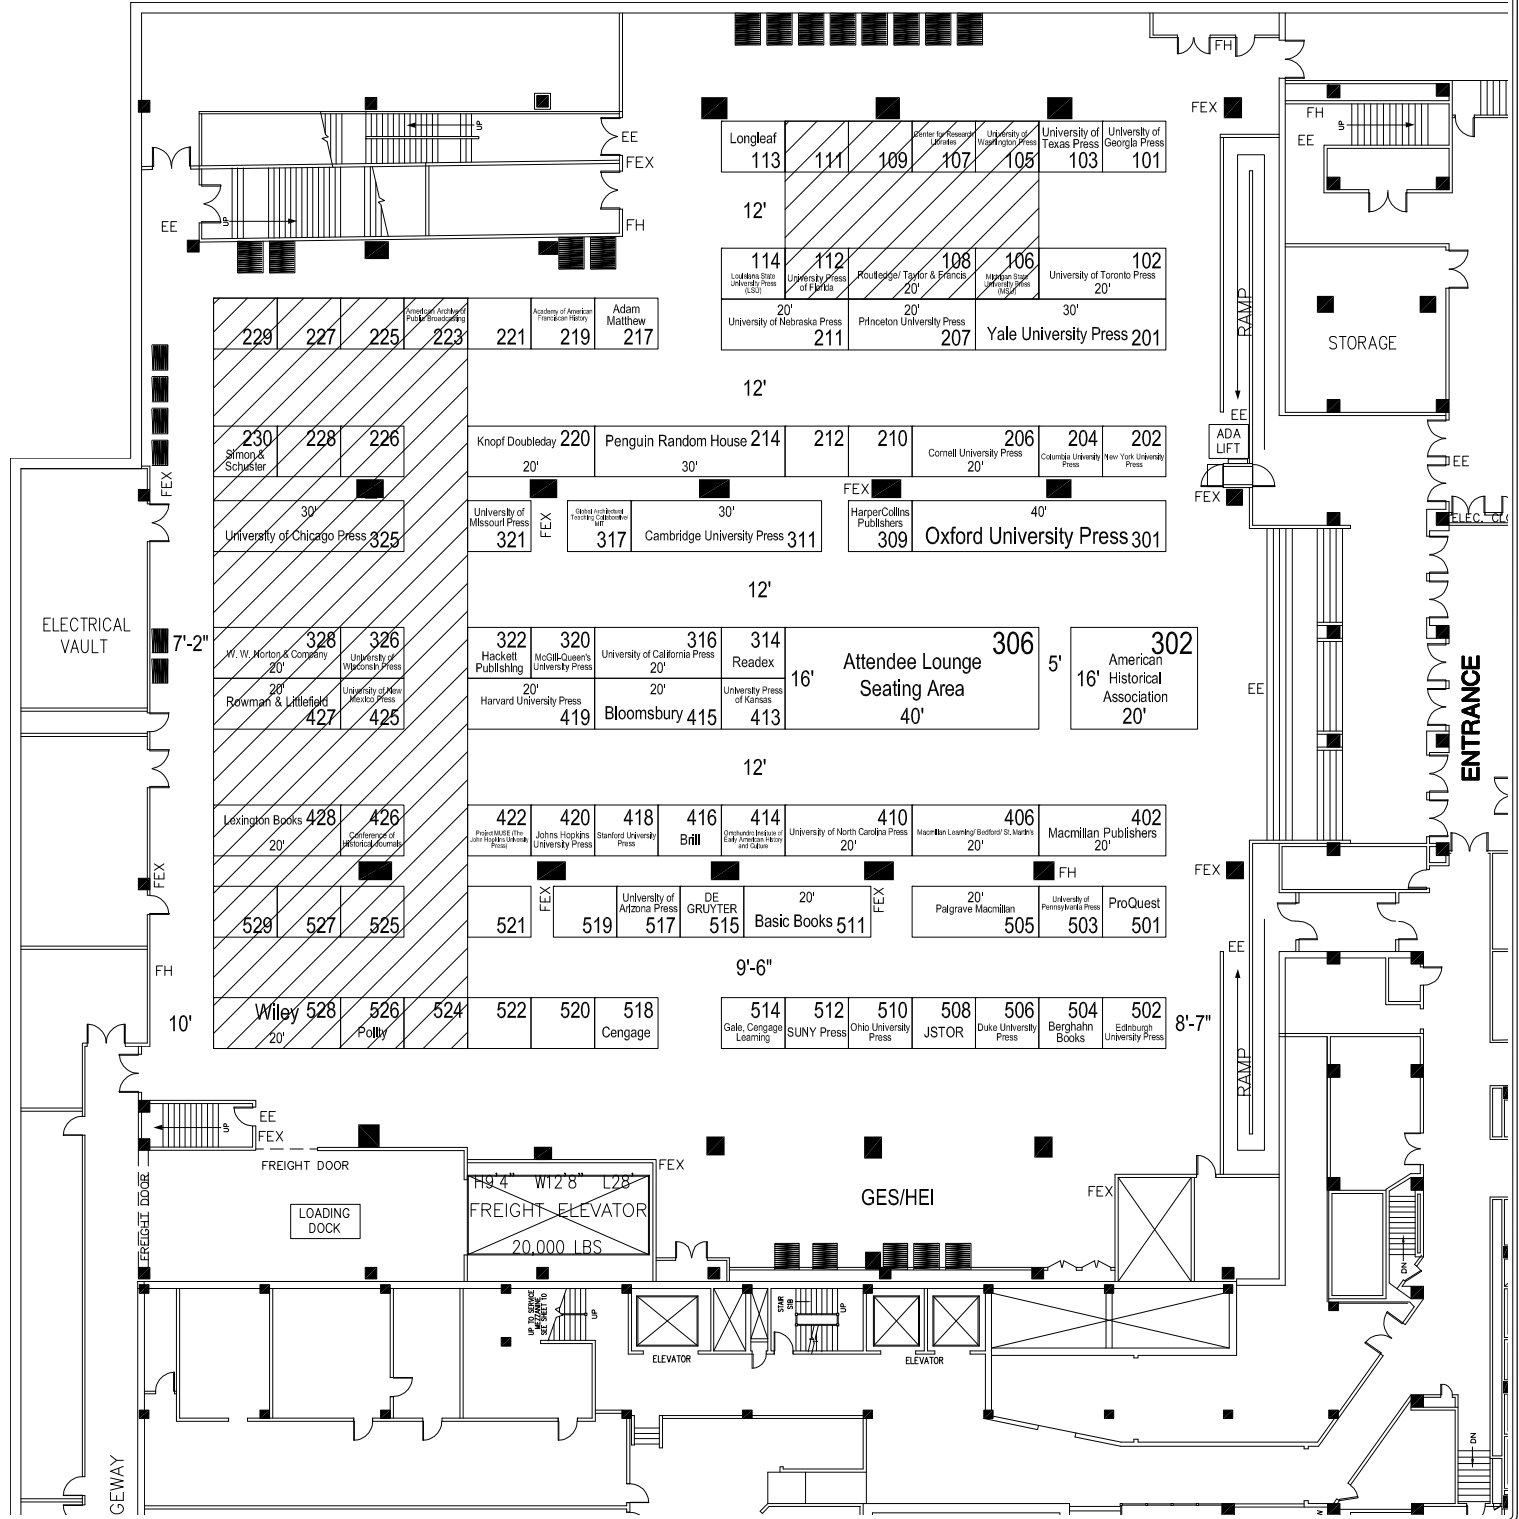 FH
FEX
FH
EE
UP
UP
EE
FEX
FH
EE
UP
Longleaf
113
111
109
Center for Research
Libraries
107
University of
Washington Press
105
University of
Texas Press
103
University of
Georgia Press
101
12'
114
Louisiana State
University Press
(LSU)
112
University Press
of Florida
108
Routledge/ Taylor & Francis
20'
106
Michigan State
University Press
(MSU)
102
University of Toronto Press
20'
20'
University of Nebraska Press
211
20'
Princeton University Press
207
30'
Yale University Press 201
RAMP
STORAGE
229
227
225
American Archive of
Public Broadcasting
223
221
Academy of American
Franciscan History
219
Adam
Matthew
217
12'
EE
ADA
LIFT
FEX
EE
ELEC. CLO
230
Simon &
Schuster
228
226
Knopf Doubleday 220
20'
Penguin Random House 214
30'
212
210
206
Cornell University Press
20'
204
Columbia University
Press
202
New York University
Press
FEX
FEX
FEX
30'
University of Chicago Press 325
University of
Missouri Press
321
Global Architectural
Teaching Collaborative/
MIT
317
30'
Cambridge University Press 311
HarperCollins
Publishers
309
40'
Oxford University Press 301
12'
ELECTRICAL
VAULT
7'-2"
328
W. W. Norton & Company
20'
326
University of
Wisconsin Press
322
Hackett
Publishing
320
McGill-Queen's
University Press
316
University of California Press
20'
314
Readex
306
Attendee Lounge
Seating Area
16'
40'
5'
302
American
Historical
Association
16'
20'
EE
ENTRANCE
20'
Rowman & Littlefield
427
University of New
Mexico Press
425
20'
Harvard University Press
419
20'
Bloomsbury 415
University Press
of Kansas
413
12'
Lexington Books 428
20'
426
Conference of
Historical Journals
422
Project MUSE (The
John Hopkins University
Press)
420
Johns Hopkins
University Press
418
Stanford University
Press
416
Brill
414
Omohundro Institute of
Early American History
and Culture
410
University of North Carolina Press
20'
406
Macmillan Learning/ Bedford/ St. Martin's
20'
402
Macmillan Publishers
20'
FEX
FEX
FEX
FH
FEX
529
527
525
521
519
University of
Arizona Press
517
DE
GRUYTER
515
20'
Basic Books 511
20'
Palgrave Macmillan
505
University of
Pennsylvania Press
503
ProQuest
501
FH
9'-6"
EE
10'
Wiley 528
20'
526
Polity
524
522
520
518
Cengage
514
Gale, Cengage
Learning
512
SUNY Press
510
Ohio University
Press
508
JSTOR
506
Duke University
Press
504
Berghahn
Books
502
Edinburgh
University Press
8'-7"
RAMP
UP
EE
FEX
FREIGHT DOOR
FREIGHT DOOR
LOADING
DOCK
H9'4" W12'8" L28'
FREIGHT ELEVATOR
20,000 LBS
FEX
GES/HEI
FEX
DN
UP TO SERVICE
MEZZANINE
SEE SHEET 10
UP
ELEVATOR
STAIR
S1B
UP
ELEVATOR
DN
GEWAY